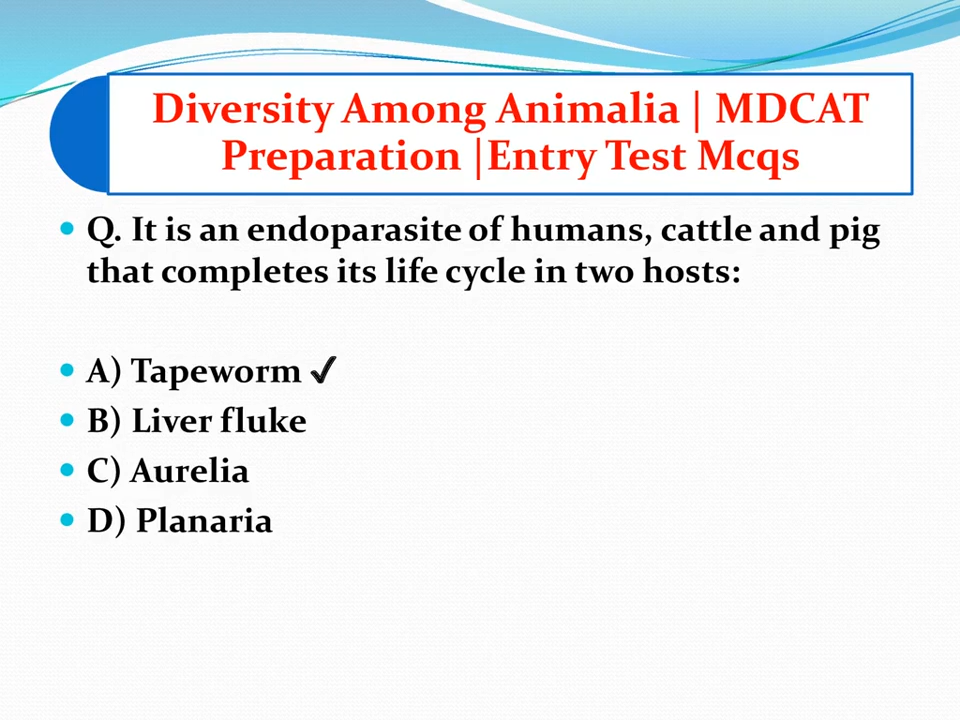 Diversity Among Animalia | MDCAT
Preparation |Entry Test Mcqs
• Q. It is an endoparasite of humans, cattle and pig
that completes its life cycle in two hosts:
• A) Tapeworm ✓
• B) Liver fluke
• C) Aurelia
• D) Planaria